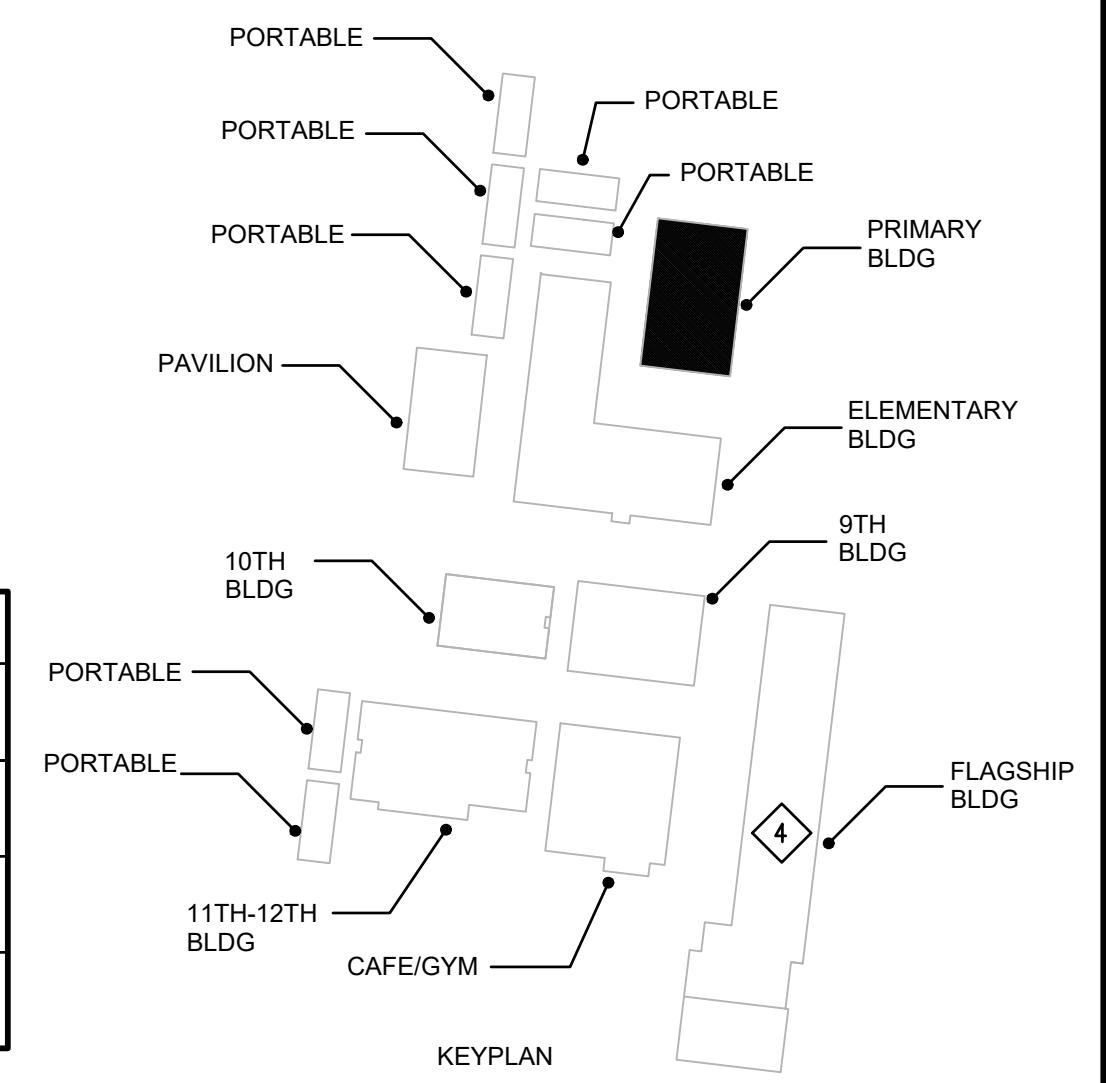 PORTABLE
PORTABLE
PORTABLE
PORTABLE
PORTABLE
PRIMARY
BLDG
PAVILION
ELEMENTARY
BLDG
9TH
BLDG
10TH
BLDG
PORTABLE
PORTABLE
FLAGSHIP
BLDG
4
11TH-12TH
BLDG
CAFE/GYM
KEYPLAN